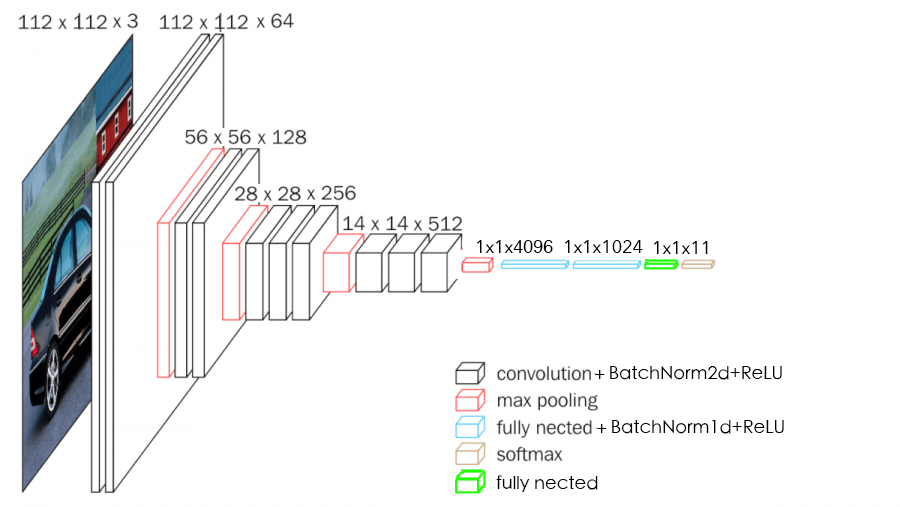 112 x 112 x 3
112 x 112 x 64
56 x 56 x 128
28 x 28 x 256
14 x 14 x 512
1x1x4096
1x1x1024
1x1x11
convolution + BatchNorm2d+ReLU
max pooling
fully nected + BatchNorm1d+ReLU
softmax
fully nected